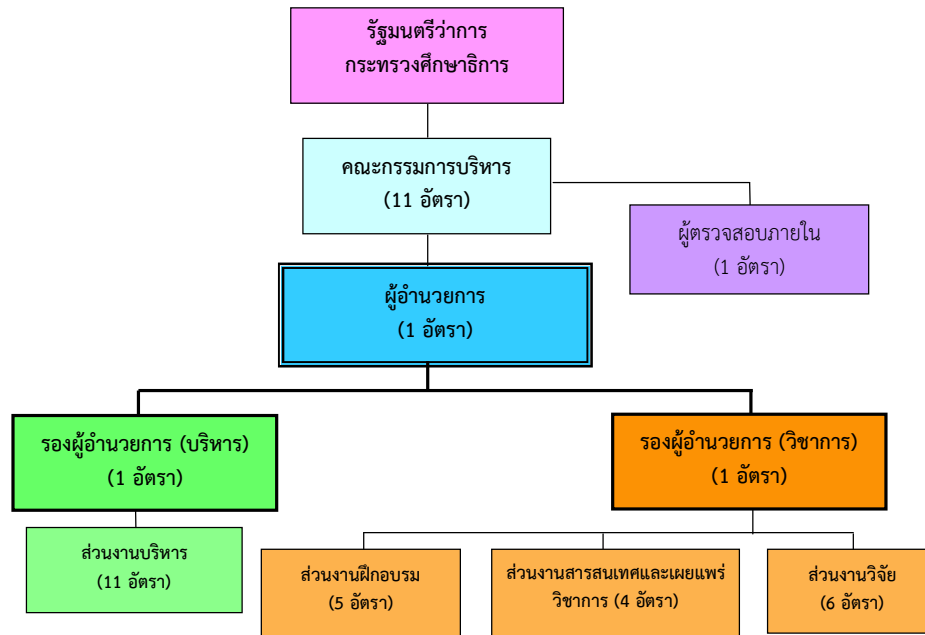 รัฐมนตรีว่าการ
กระทรวงศึกษาธิการ
คณะกรรมการบริหาร
(11 อัตรา)
ผู้ตรวจสอบภายใน
(1 อัตรา)
ผู้อำนวยการ
(1 อัตรา)
รองผู้อำนวยการ (บริหาร)
(1 อัตรา)
รองผู้อำนวยการ (วิชาการ)
(1 อัตรา)
ส่วนงานบริหาร
(11 อัตรา)
ส่วนงานฝึกอบรม
(5 อัตรา)
ส่วนงานสารสนเทศและเผยแพร่
วิชาการ (4 อัตรา)
ส่วนงานวิจัย
(6 อัตรา)